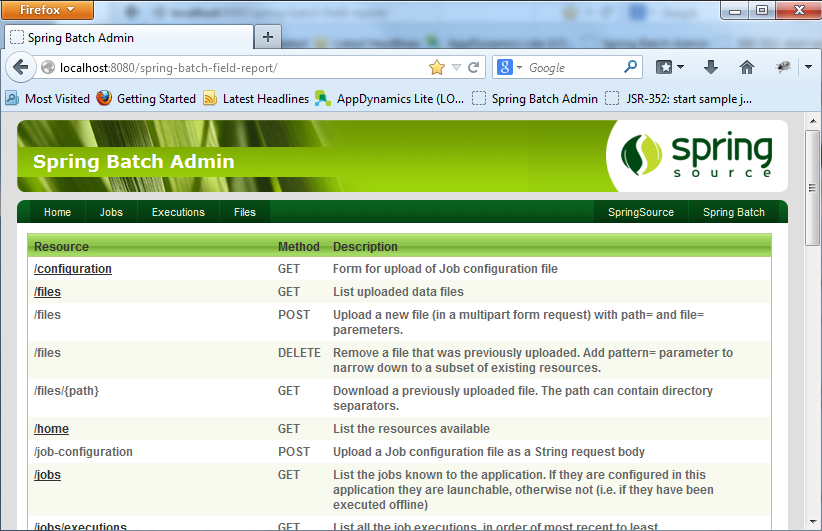 Firefox
Spring Batch Admin
localhost:8080/spring-batch-field-report/
Google
Most Visited Getting Started Latest Headlines AppDynamics Lite (LO... Spring Batch Admin JSR-352: start sample j...
Spring Batch Admin
spring
source
Home Jobs Executions Files SpringSource Spring Batch
Resource Method Description
/configuration GET Form for upload of Job configuration file
/files GET List uploaded data files
/files POST Upload a new file (in a multipart form request) with path= and file=
paremeters.
/files DELETE Remove a file that was previously uploaded. Add pattern= parameter to
narrow down to a subset of existing resources.
/files/{path} GET Download a previously uploaded file. The path can contain directory
separators.
/home GET List the resources available
/job-configuration POST Upload a Job configuration file as a String request body
/jobs GET List the jobs known to the application. If they are configured in this
application they are launchable, otherwise not (i.e. if they have been
executed offline)
/jobs/executions GET List all the job executions, in order of most recent to least